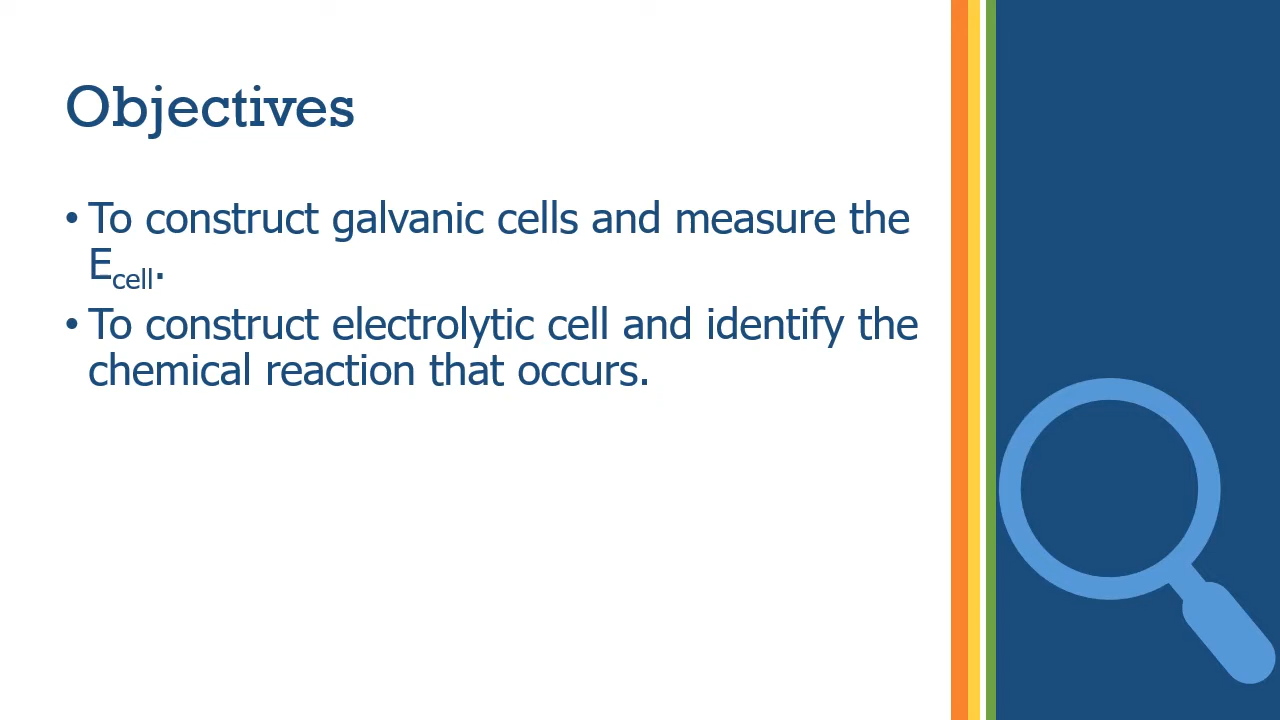 Objectives
• To construct galvanic cells and measure the
Ecell.
• To construct electrolytic cell and identify the
chemical reaction that occurs.